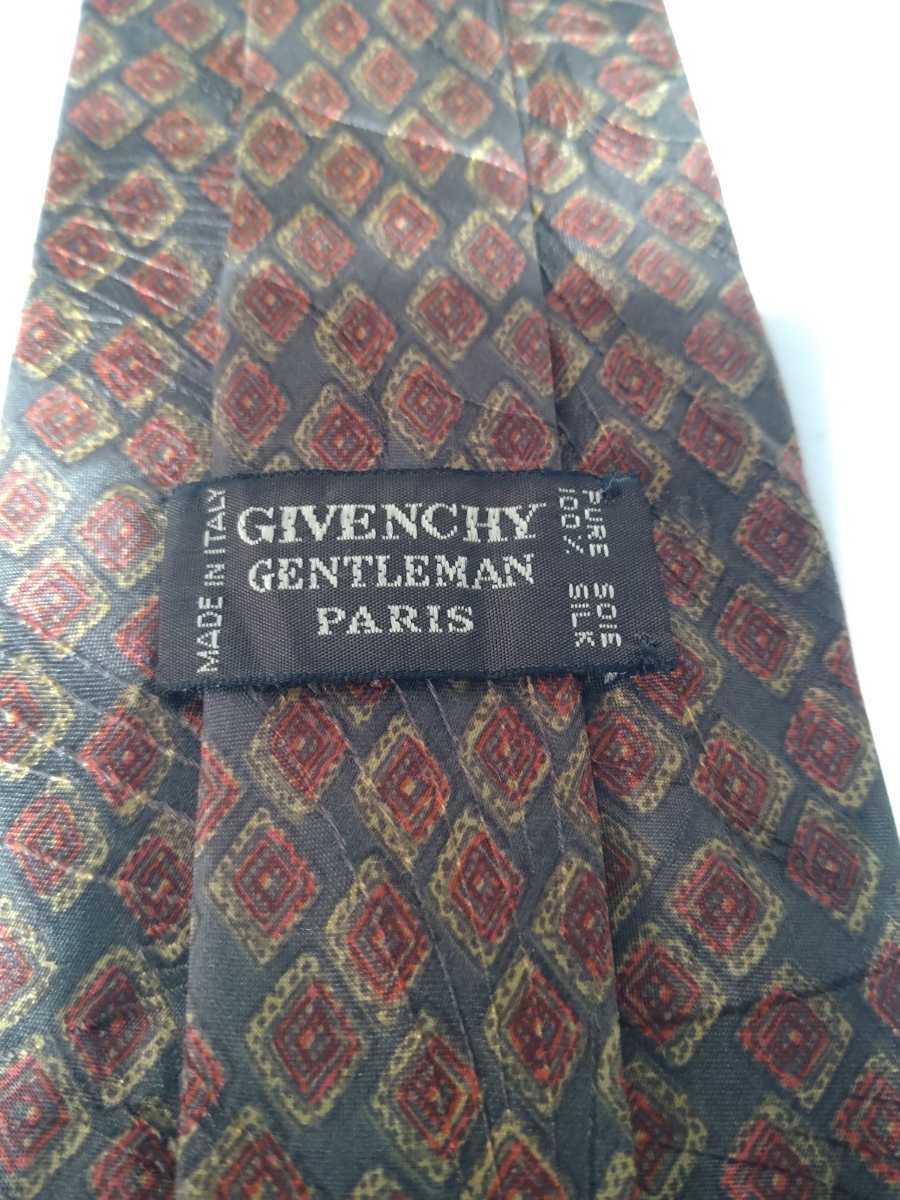 MADE IN ITALY
GIVENCHY
GENTLEMAN
PARIS
PURE SOIE
100% SILK